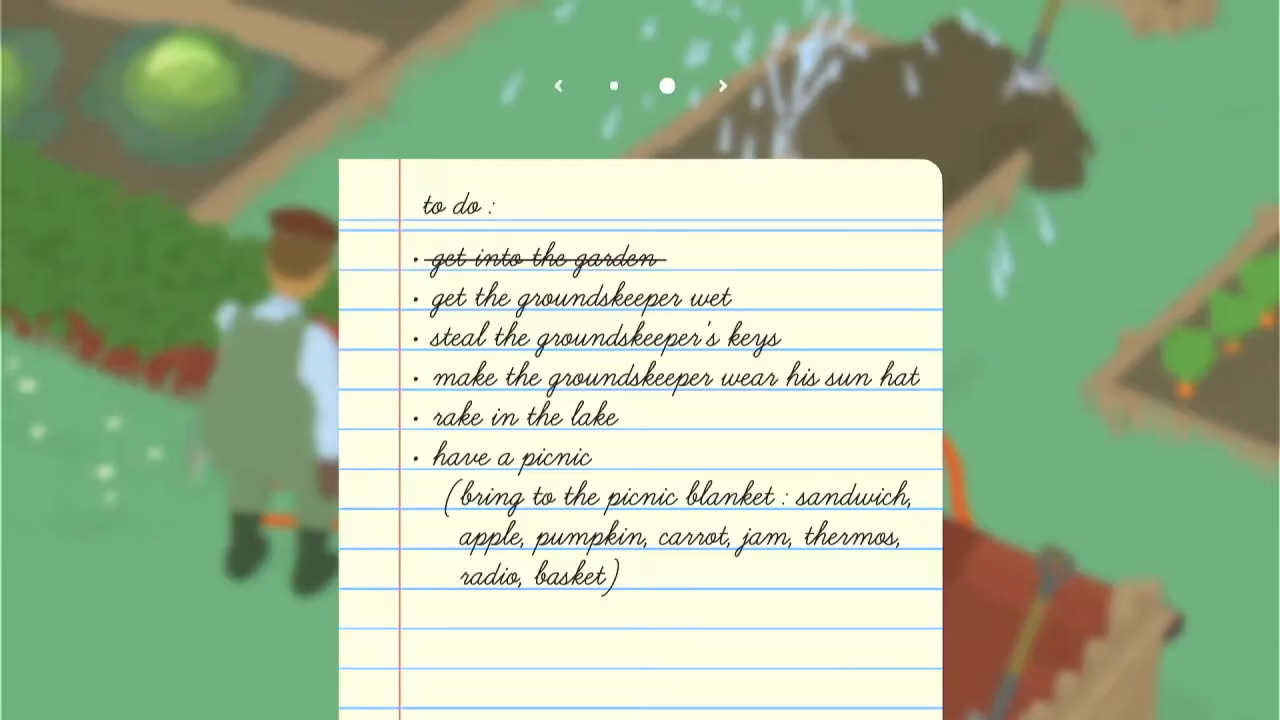 to do :
• get into the garden
• get the groundskeeper wet
• steal the groundskeeper's keys
• make the groundskeeper wear his sun hat
• rake in the lake
• have a picnic
(bring to the picnic blanket : sandwich,
apple, pumpkin, carrot, jam, thermos,
radio, basket)